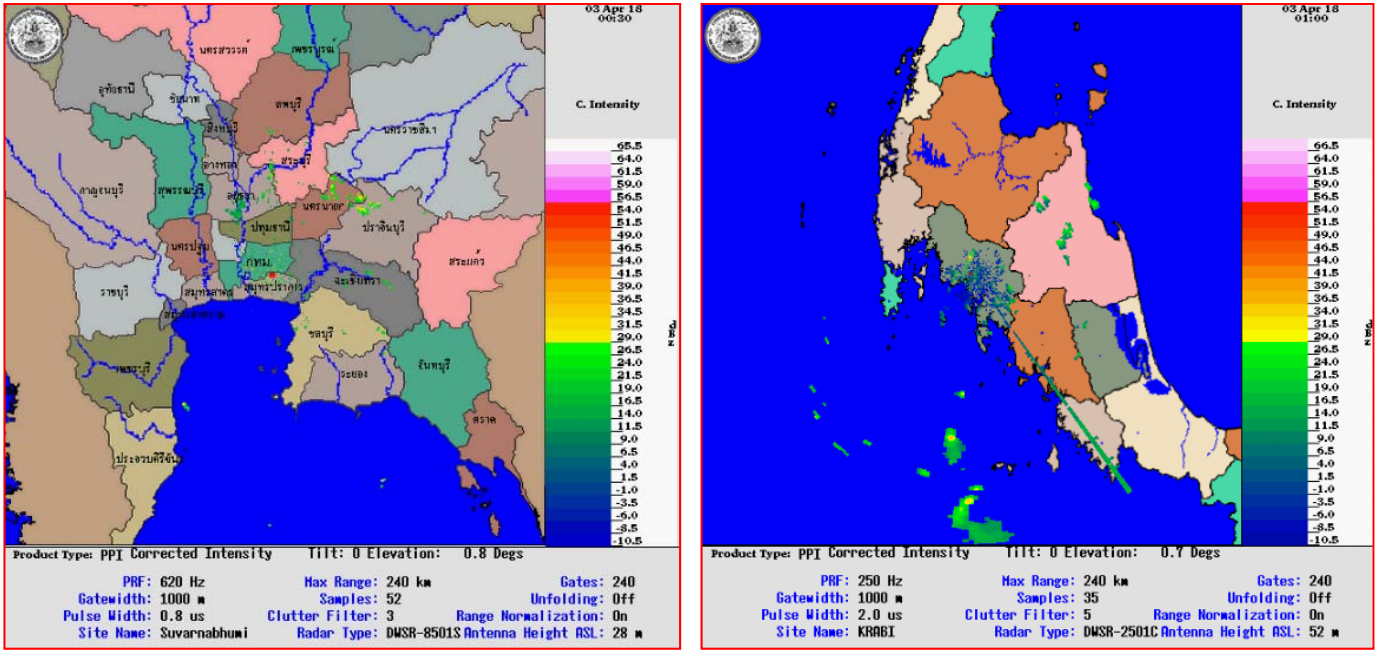 03 Apr 18
00:30
C. Intensity
65.5
64.0
61.5
59.0
56.5
54.0
51.5
49.0
46.5
44.0
41.5
39.0
36.5
34.0
31.5
29.0
26.5
24.0
21.5
19.0
16.5
14.0
11.5
9.0
6.5
4.0
1.5
-1.0
-3.5
-6.0
-8.5
-10.5
นครสวรรค์
เพชรบูรณ์
อุทัยธานี
ชัยนาท
ลพบุรี
สิงหบุรี
นครราชสีมา
อ่างทอง
สระบุรี
กาญจนบุรี
สุพรรณบุรี
อยุธยา
นครนายก
ปทุมธานี
ปราจีนบุรี
นครปฐม
กทม.
สระแก้ว
ราชบุรี
สมุทรสาคร
สมุทรปราการ
ฉะเชิงเทรา
ชลบุรี
เพชรบุรี
ระยอง
จันทบุรี
ตราด
ประจวบคีรีขันธ์
Product Type: PPI Corrected Intensity Tilt: 0 Elevation: 0.8 Degs
PRF: 620 Hz Max Range: 240 km Gates: 240
Gatewidth: 1000 m Samples: 52 Unfolding: Off
Pulse Width: 0.8 us Clutter Filter: 3 Range Normalization: On
Site Name: Suvarnabhumi Radar Type: DWSR-8501S Antenna Height ASL: 28 m
03 Apr 18
01:00
C. Intensity
66.5
64.0
61.5
59.0
56.5
54.0
51.5
49.0
46.5
44.0
41.5
39.0
36.5
34.0
31.5
29.0
26.5
24.0
21.5
19.0
16.5
14.0
11.5
9.0
6.5
4.0
1.5
-1.0
-3.5
-6.0
-8.5
-10.5
Product Type: PPI Corrected Intensity Tilt: 0 Elevation: 0.7 Degs
PRF: 250 Hz Max Range: 240 km Gates: 240
Gatewidth: 1000 m Samples: 35 Unfolding: Off
Pulse Width: 2.0 us Clutter Filter: 5 Range Normalization: On
Site Name: KRABI Radar Type: DWSR-2501C Antenna Height ASL: 52 m